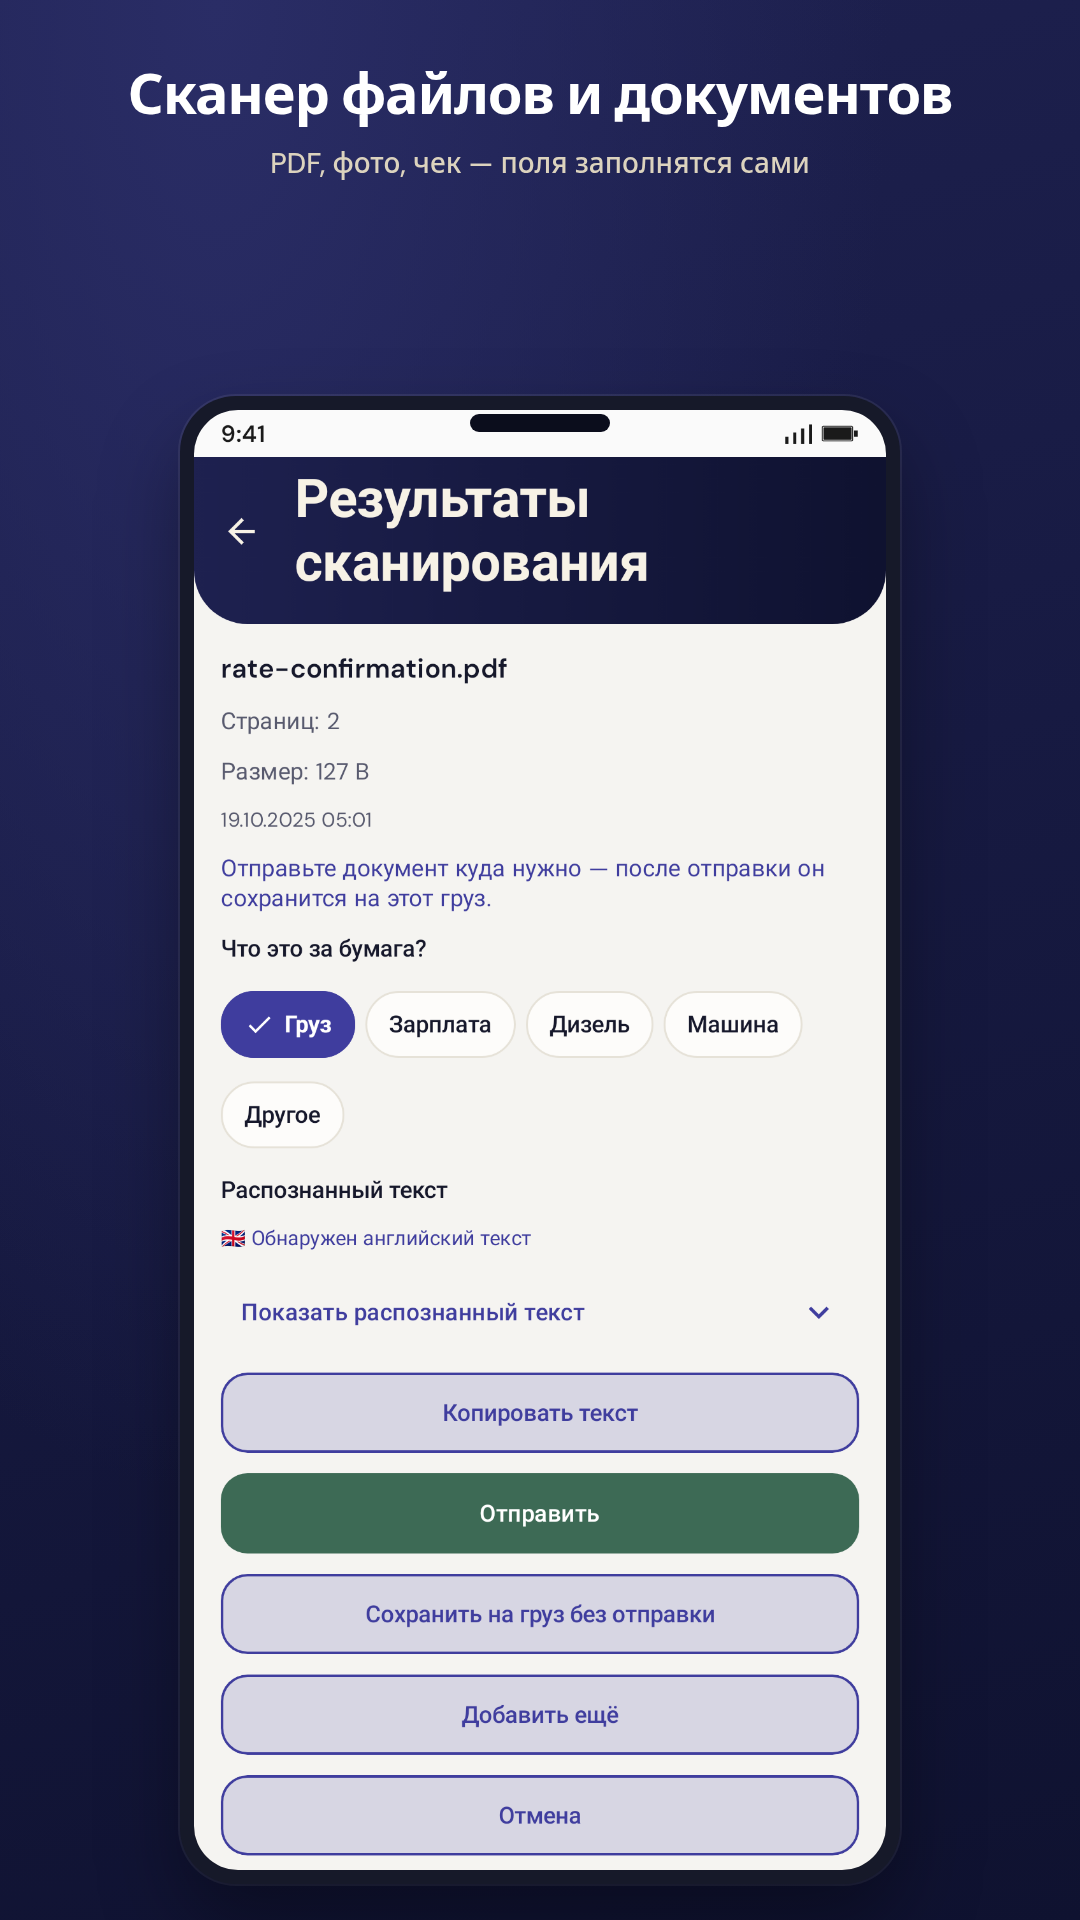 Сканер файлов и документов
PDF, фото, чек — поля заполнятся сами
9:41
Результаты
сканирования
rate-confirmation.pdf
Страниц: 2
Размер: 127 B
19.10.2025 05:01
Отправьте документ куда нужно — после отправки он
сохранится на этот груз.
Что это за бумага?
Груз Зарплата Дизель Машина
Другое
Распознанный текст
Обнаружен английский текст
Показать распознанный текст
Копировать текст
Отправить
Сохранить на груз без отправки
Добавить ещё
Отмена